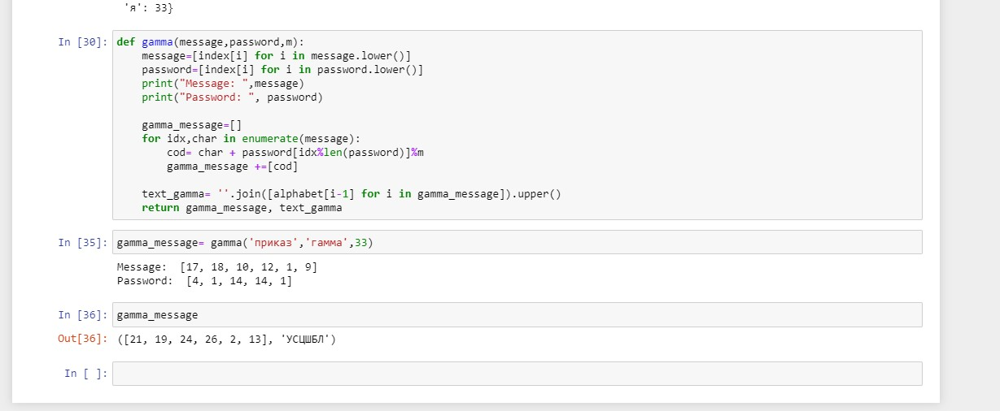 'я': 33}
In [30]: def gamma(message,password,m):
    message=[index[i] for i in message.lower()]
    password=[index[i] for i in password.lower()]
    print("Message: ",message)
    print("Password: ", password)
    gamma_message=[]
    for idx,char in enumerate(message):
        cod= char + password[idx%len(password)]%m
        gamma_message +=[cod]
    text_gamma= ''.join([alphabet[i-1] for i in gamma_message]).upper()
    return gamma_message, text_gamma
In [35]: gamma_message= gamma('приказ','гамма',33)
Message:  [17, 18, 10, 12, 1, 9]
Password:  [4, 1, 14, 14, 1]
In [36]: gamma_message
Out[36]: ([21, 19, 24, 26, 2, 13], 'УСЦШБЛ')
In [ ]: